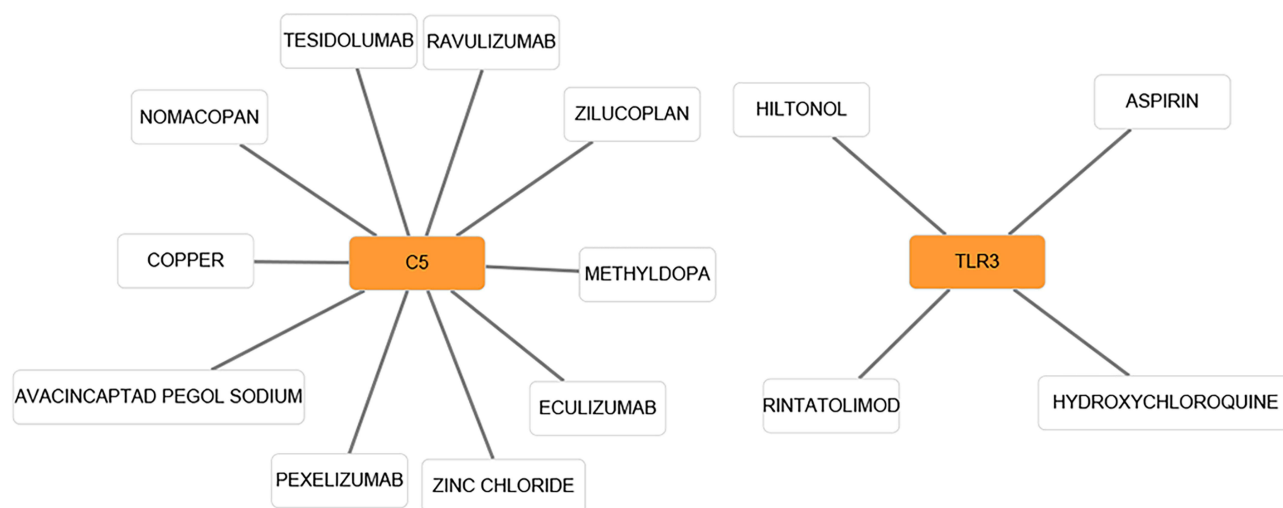 TESIDOLUMAB
RAVULIZUMAB
NOMACOPAN
ZILUCOPLAN
HILTONOL
ASPIRIN
COPPER
C5
METHYLDOPA
TLR3
AVACINCAPTAD PEGOL SODIUM
ECULIZUMAB
RINTATOLIMOD
HYDROXYCHLOROQUINE
PEXELIZUMAB
ZINC CHLORIDE